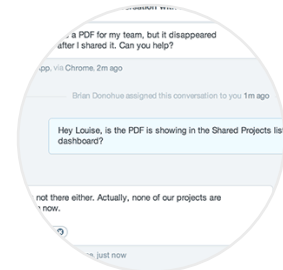 a PDF for my team, but it disappeared
after I shared it. Can you help?
App, via Chrome, 2m ago
Brian Donohue assigned this conversation to you 1m ago
Hey Louise, is the PDF is showing in the Shared Projects list
dashboard?
not there either. Actually, none of our projects are
now.
just now